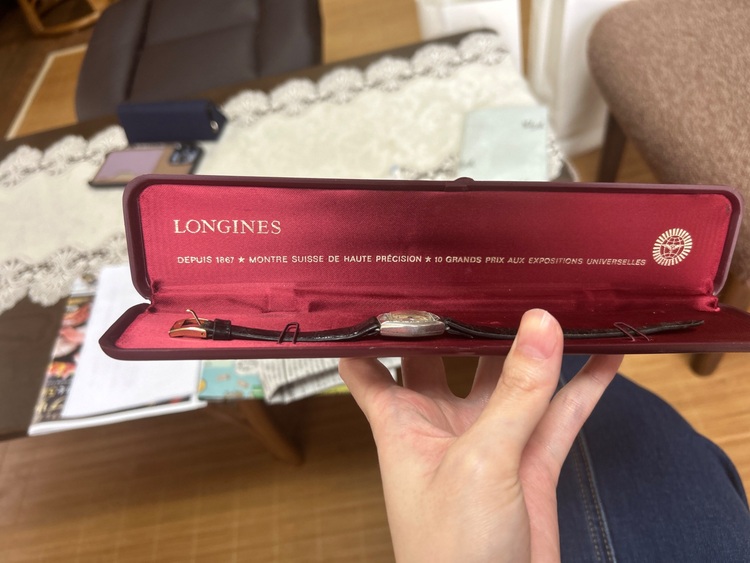 LONGINES
DEPUIS 1867 ★ MONTRE SUISSE DE HAUTE PRÉCISION ★ 10 GRANDS PRIX AUX EXPOSITIONS UNIVERSELLES